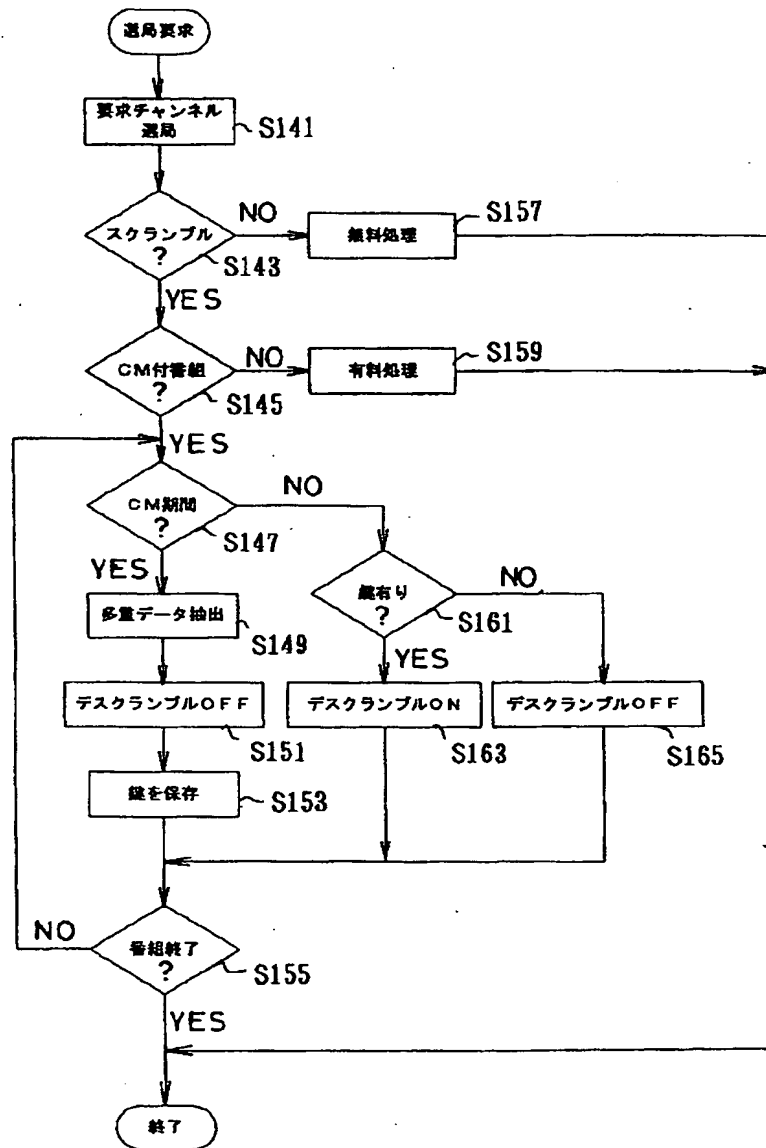 選局要求
要求チャンネル
選局
S141
スクランブル
?
NO
S143
無料処理
S157
YES
CM付番組
?
NO
S145
有料処理
S159
YES
CM期間
?
NO
S147
YES
多重データ抽出
S149
鍵有り
?
NO
S161
YES
デスクランブルOFF
S151
デスクランブルON
S163
デスクランブルOFF
S165
鍵を保存
S153
番組終了
?
NO
S155
YES
終了